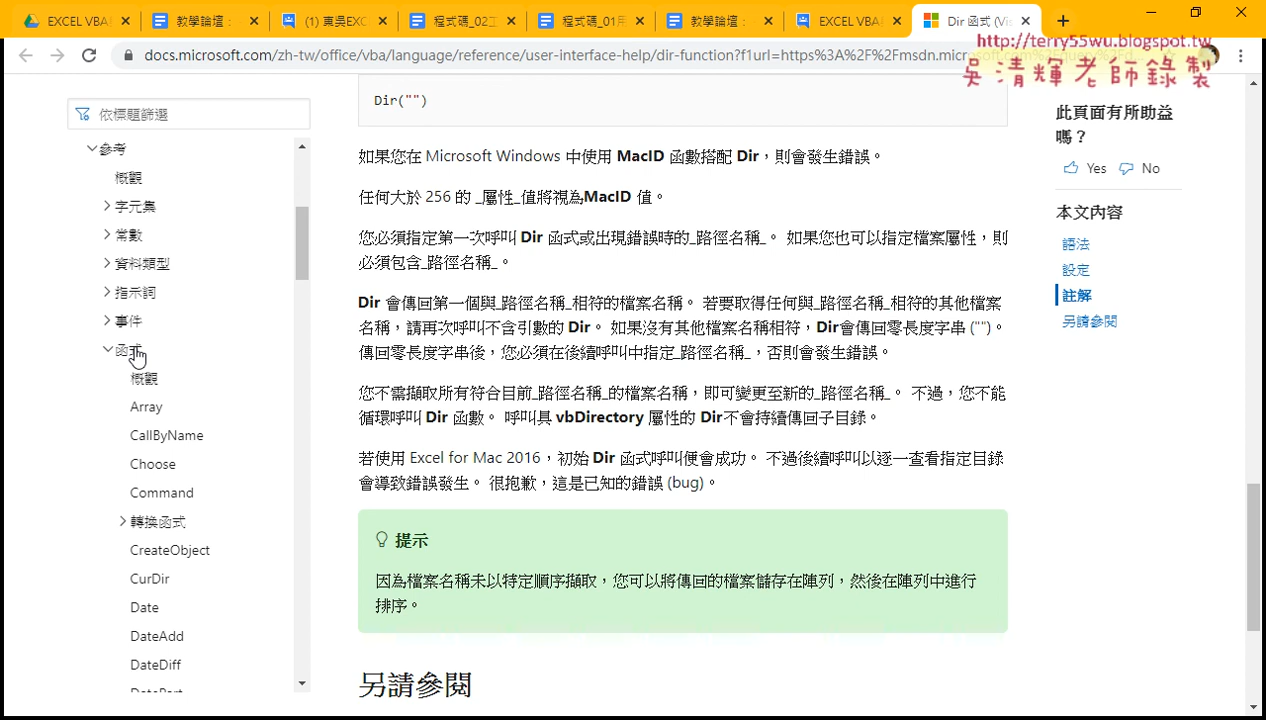 EXCEL VBA
教學論壇：
(1) 東吳EXC
程式碼_02工
程式碼_01用
教學論壇：
EXCEL VBA
Dir 函式 (Vis
docs.microsoft.com/zh-tw/office/vba/language/reference/user-interface-help/dir-function?f1url=https%3A%2F%2Fmsdn.micr
http://terry55wu.blogspot.tw
吳清輝老師錄製
依標題篩選
參考
概觀
字元集
常數
資料類型
指示詞
事件
函式
概觀
Array
CallByName
Choose
Command
轉換函式
CreateObject
CurDir
Date
DateAdd
DateDiff
DatePart
Dir("")
如果您在 Microsoft Windows 中使用 MacID 函數搭配 Dir，則會發生錯誤。
任何大於 256 的 _屬性_值將視為MacID 值。
您必須指定第一次呼叫 Dir 函式或出現錯誤時的_路徑名稱_。 如果您也可以指定檔案屬性，則
必須包含_路徑名稱_。
Dir 會傳回第一個與_路徑名稱_相符的檔案名稱。 若要取得任何與_路徑名稱_相符的其他檔案
名稱，請再次呼叫不含引數的 Dir。 如果沒有其他檔案名稱相符，Dir會傳回零長度字串 ("")。
傳回零長度字串後，您必須在後續呼叫中指定_路徑名稱_，否則會發生錯誤。
您不需擷取所有符合目前_路徑名稱_的檔案名稱，即可變更至新的_路徑名稱_。 不過，您不能
循環呼叫 Dir 函數。 呼叫具 vbDirectory 屬性的 Dir不會持續傳回子目錄。
若使用 Excel for Mac 2016，初始 Dir 函式呼叫便會成功。 不過後續呼叫以逐一查看指定目錄
會導致錯誤發生。 很抱歉，這是已知的錯誤 (bug)。
提示
因為檔案名稱未以特定順序擷取，您可以將傳回的檔案儲存在陣列，然後在陣列中進行
排序。
另請參閱
此頁面有所助益
嗎？
Yes
No
本文內容
語法
設定
註解
另請參閱